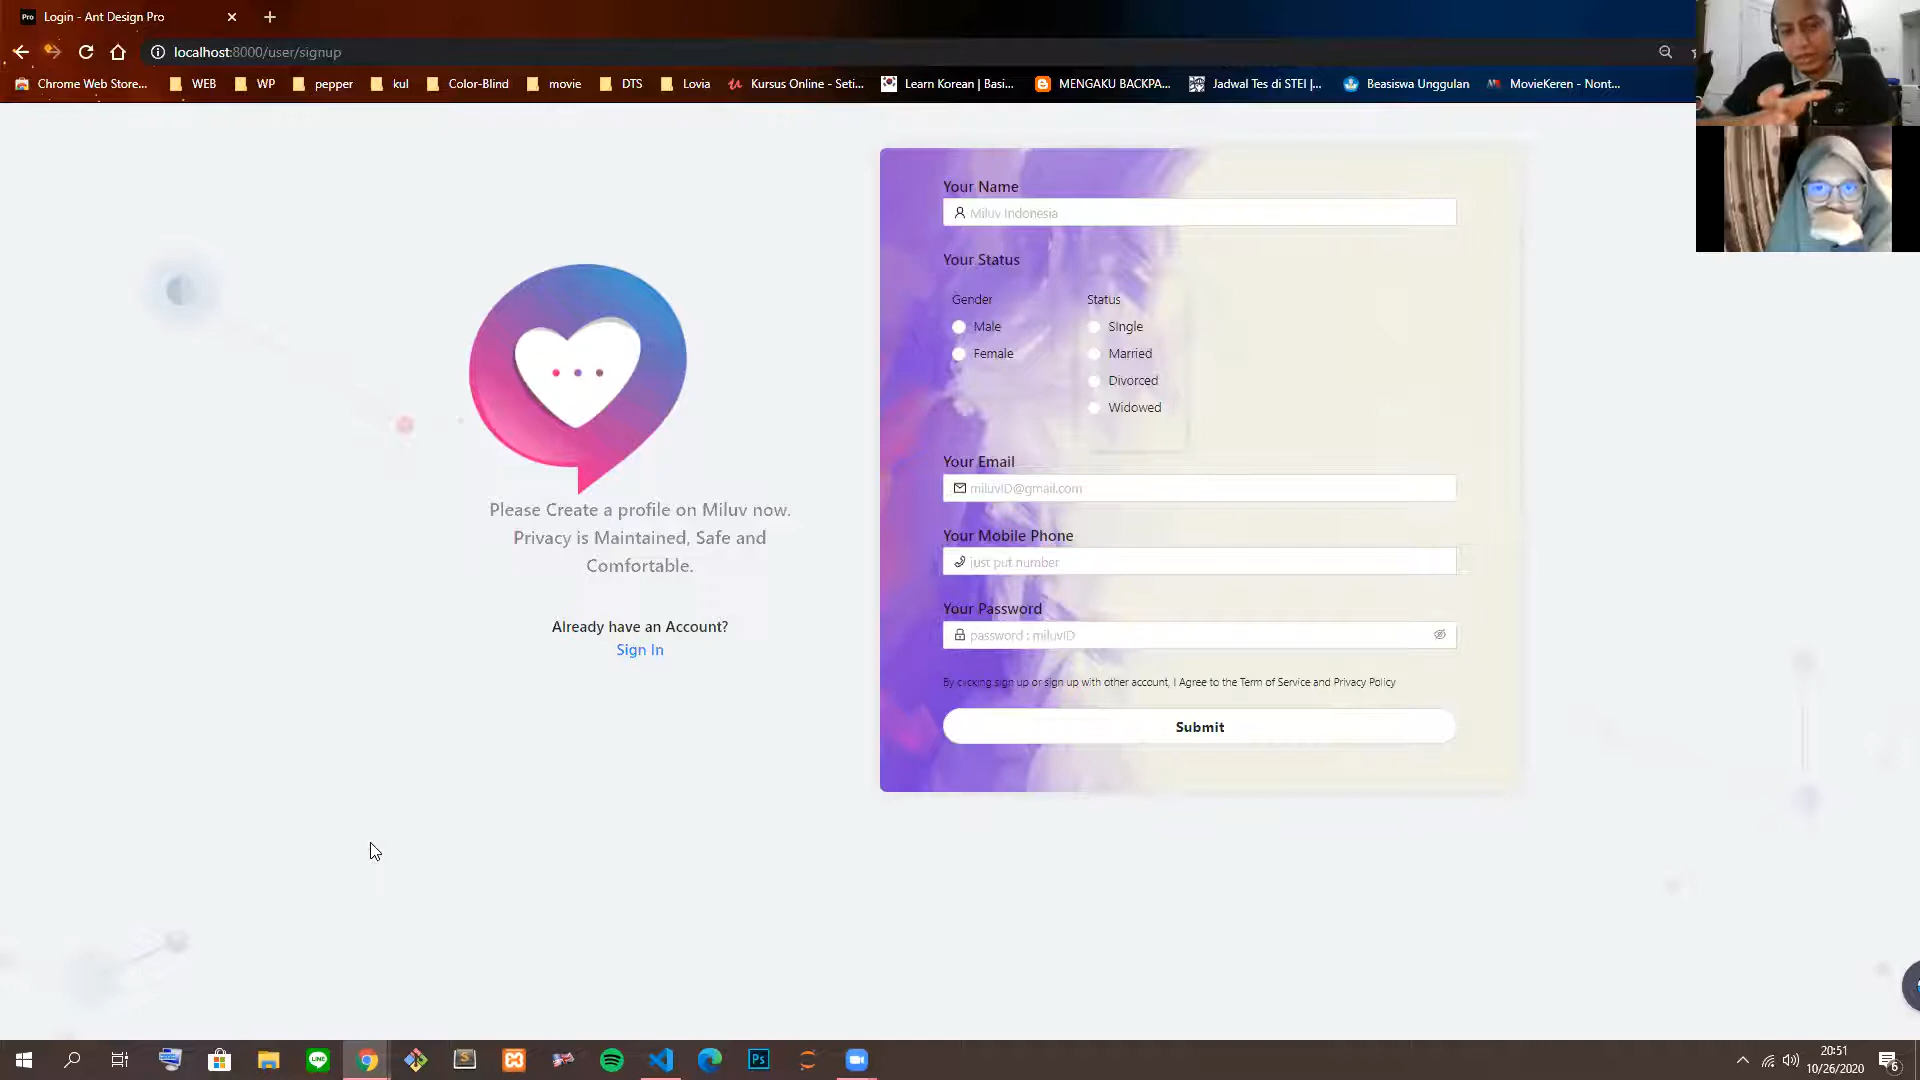 Pro Login - Ant Design Pro
localhost:8000/user/signup
Chrome Web Store... WEB WP pepper kul Color-Blind movie DTS Lovia Kursus Online - Seti... Learn Korean | Basi... MENGAKU BACKPA... Jadwal Tes di STEI |... Beasiswa Unggulan MovieKeren - Nont...
Your Name
Miluv Indonesia
Your Status
Gender Status
Male Single
Female Married
Divorced
Widowed
Your Email
miluvID@gmail.com
Your Mobile Phone
just put number
Your Password
password : miluvID
By clicking sign up or sign up with other account, I Agree to the Term of Service and Privacy Policy
Submit
Please Create a profile on Miluv now.
Privacy is Maintained, Safe and
Comfortable.
Already have an Account?
Sign In
LINE
S
Ps
20:51
10/26/2020
6